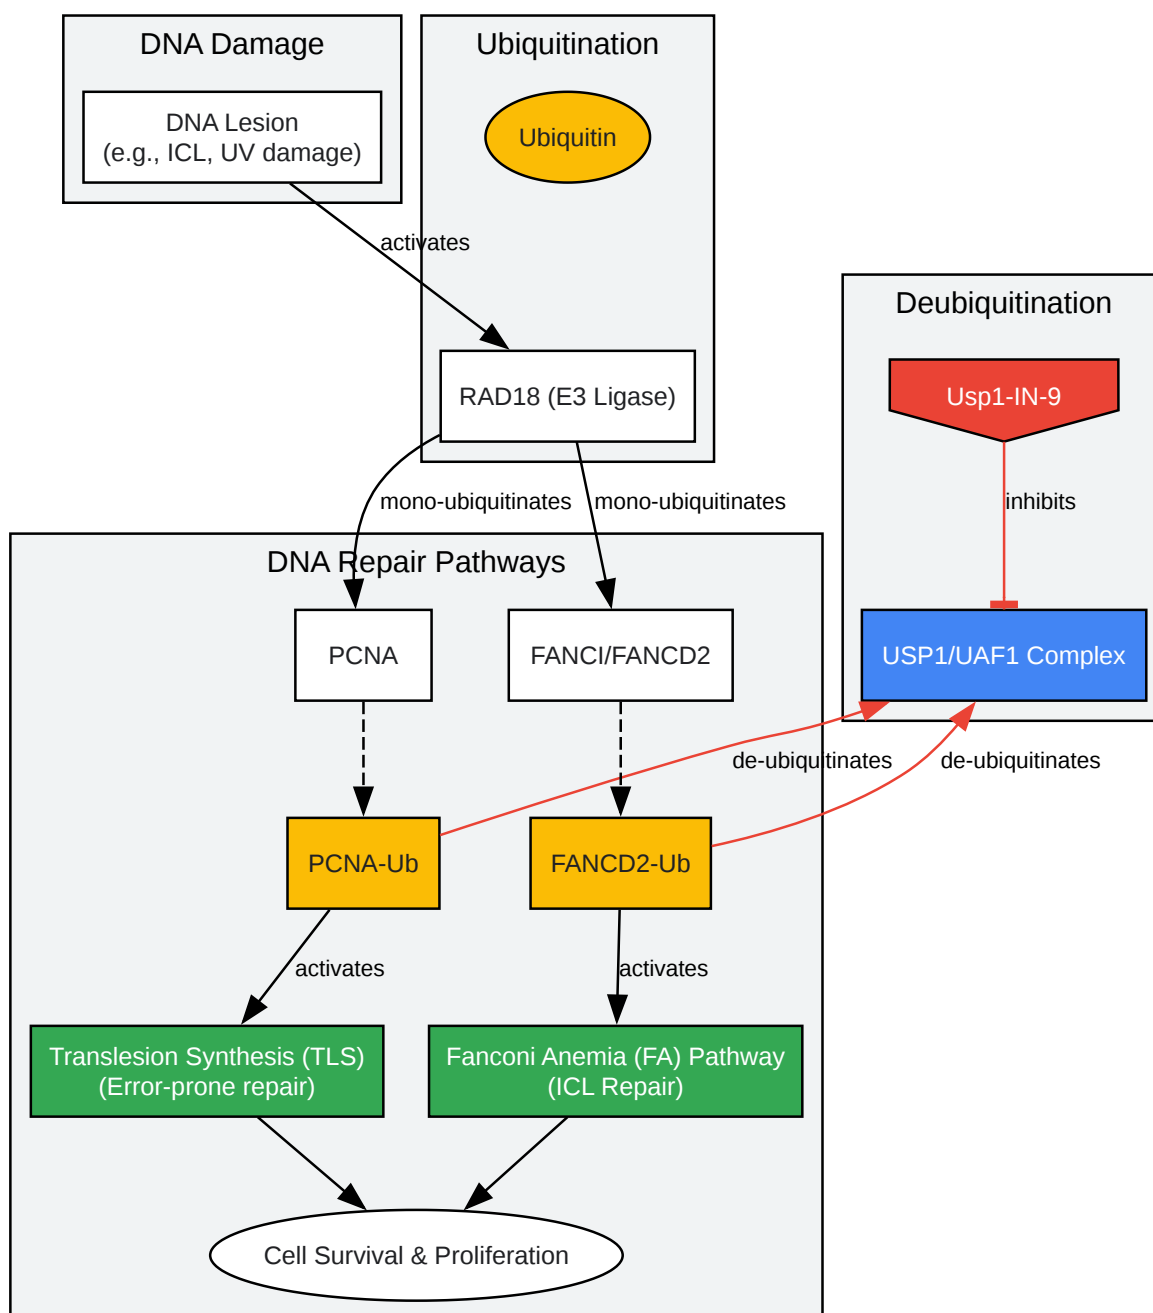 DNA Damage
Ubiquitination
DNA Lesion
(e.g., ICL, UV damage)
Ubiquitin
activates
Deubiquitination
RAD18 (E3 Ligase)
Usp1-IN-9
mono-ubiquitinates
mono-ubiquitinates
inhibits
DNA Repair Pathways
PCNA
FANCI/FANCD2
USP1/UAF1 Complex
de-ubiquitinates
de-ubiquitinates
PCNA-Ub
FANCD2-Ub
activates
activates
Translesion Synthesis (TLS)
(Error-prone repair)
Fanconi Anemia (FA) Pathway
(ICL Repair)
Cell Survival & Proliferation